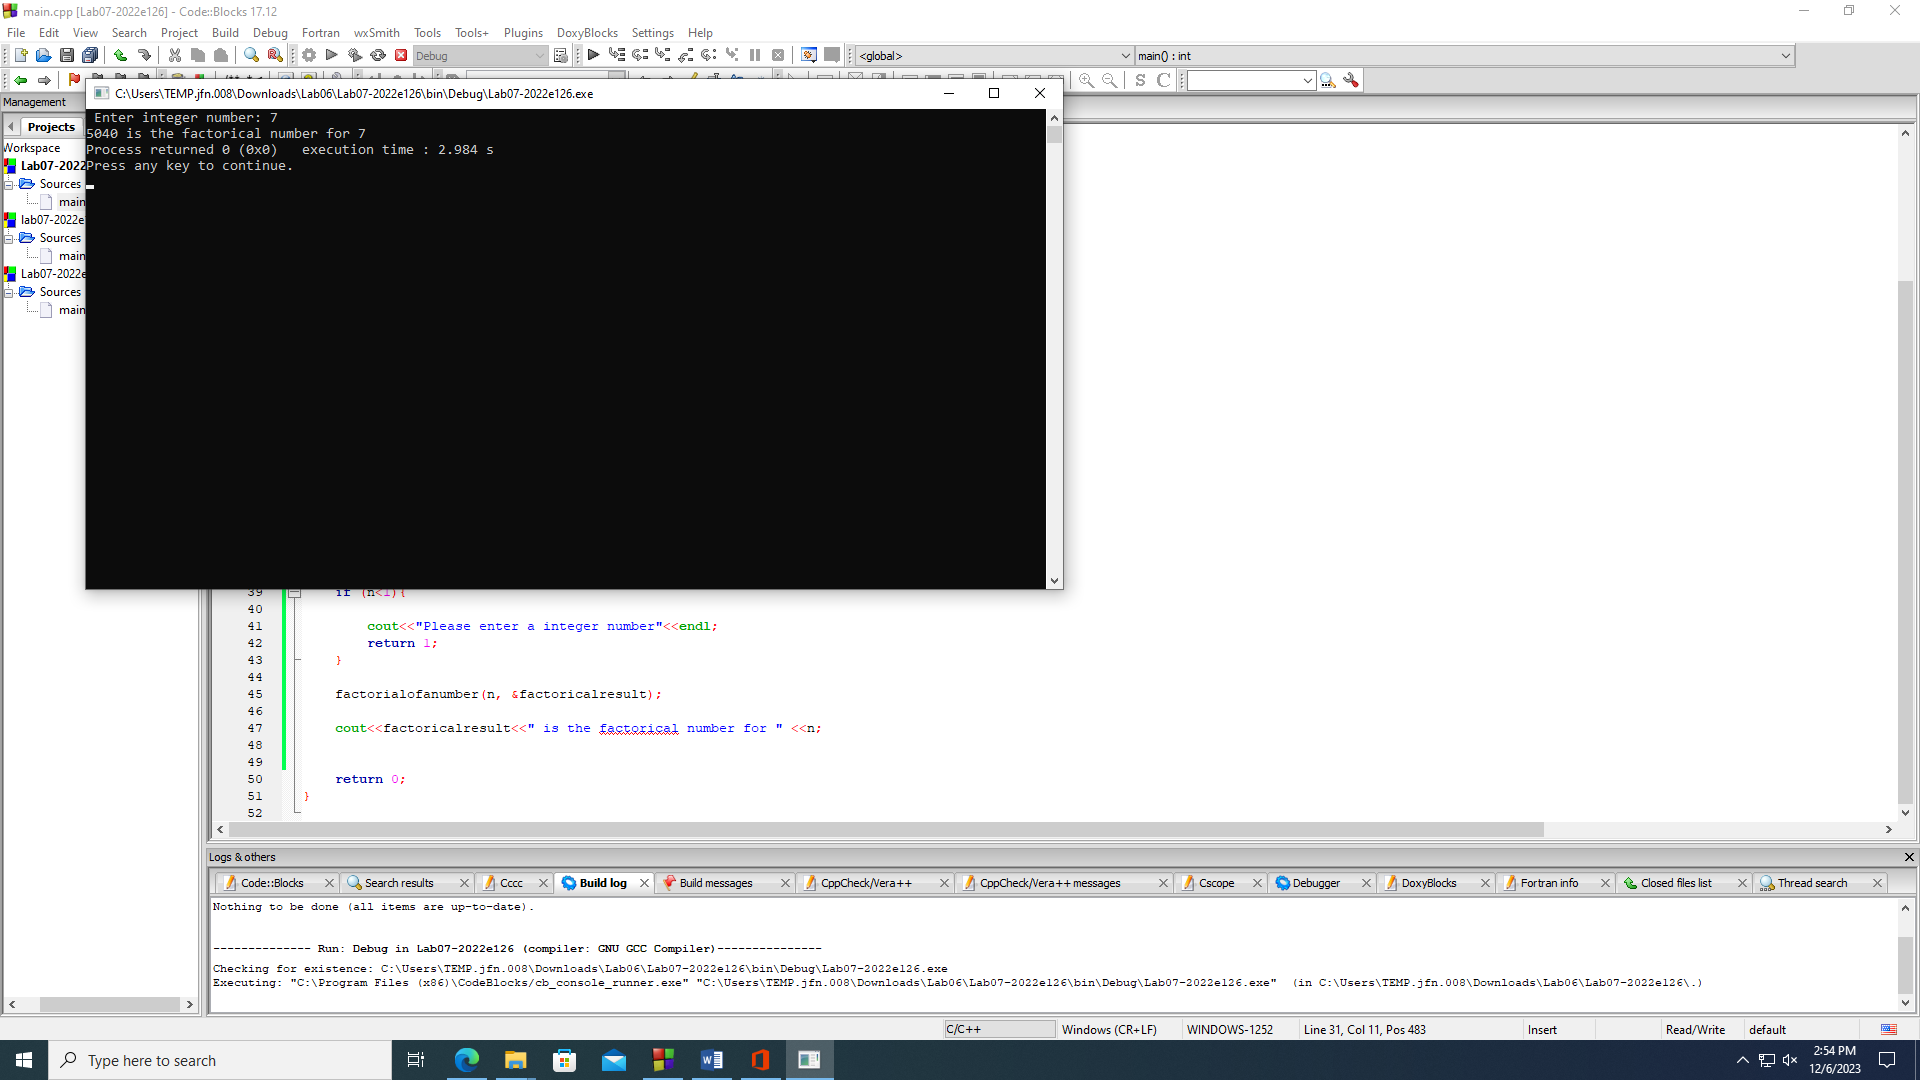 main.cpp [Lab07-2022e126] - Code::Blocks 17.12
File Edit View Search Project Build Debug Fortran wxSmith Tools Tools+ Plugins DoxyBlocks Settings Help
Debug
<global>
main() : int
S C
Management
Projects
Workspace
Lab07-2022
Sources
main
lab07-2022e
Sources
main
Lab07-2022e
Sources
main
C:\Users\TEMP.jfn.008\Downloads\Lab06\Lab07-2022e126\bin\Debug\Lab07-2022e126.exe
Enter integer number: 7
5040 is the factorical number for 7
Process returned 0 (0x0)   execution time : 2.984 s
Press any key to continue.
39 if (n<1){
40
41 cout<<"Please enter a integer number"<<endl;
42 return 1;
43 }
44
45 factorialofanumber(n, &factoricalresult);
46
47 cout<<factoricalresult<<" is the factorical number for " <<n;
48
49
50 return 0;
51 }
52
Logs & others
Code::Blocks Search results Cccc Build log Build messages CppCheck/Vera++ CppCheck/Vera++ messages Cscope Debugger DoxyBlocks Fortran info Closed files list Thread search
Nothing to be done (all items are up-to-date).
-------------- Run: Debug in Lab07-2022e126 (compiler: GNU GCC Compiler)---------------
Checking for existence: C:\Users\TEMP.jfn.008\Downloads\Lab06\Lab07-2022e126\bin\Debug\Lab07-2022e126.exe
Executing: "C:\Program Files (x86)\CodeBlocks/cb_console_runner.exe" "C:\Users\TEMP.jfn.008\Downloads\Lab06\Lab07-2022e126\bin\Debug\Lab07-2022e126.exe"  (in C:\Users\TEMP.jfn.008\Downloads\Lab06\Lab07-2022e126\.)
C/C++ Windows (CR+LF) WINDOWS-1252 Line 31, Col 11, Pos 483 Insert Read/Write default
Type here to search
2:54 PM
12/6/2023